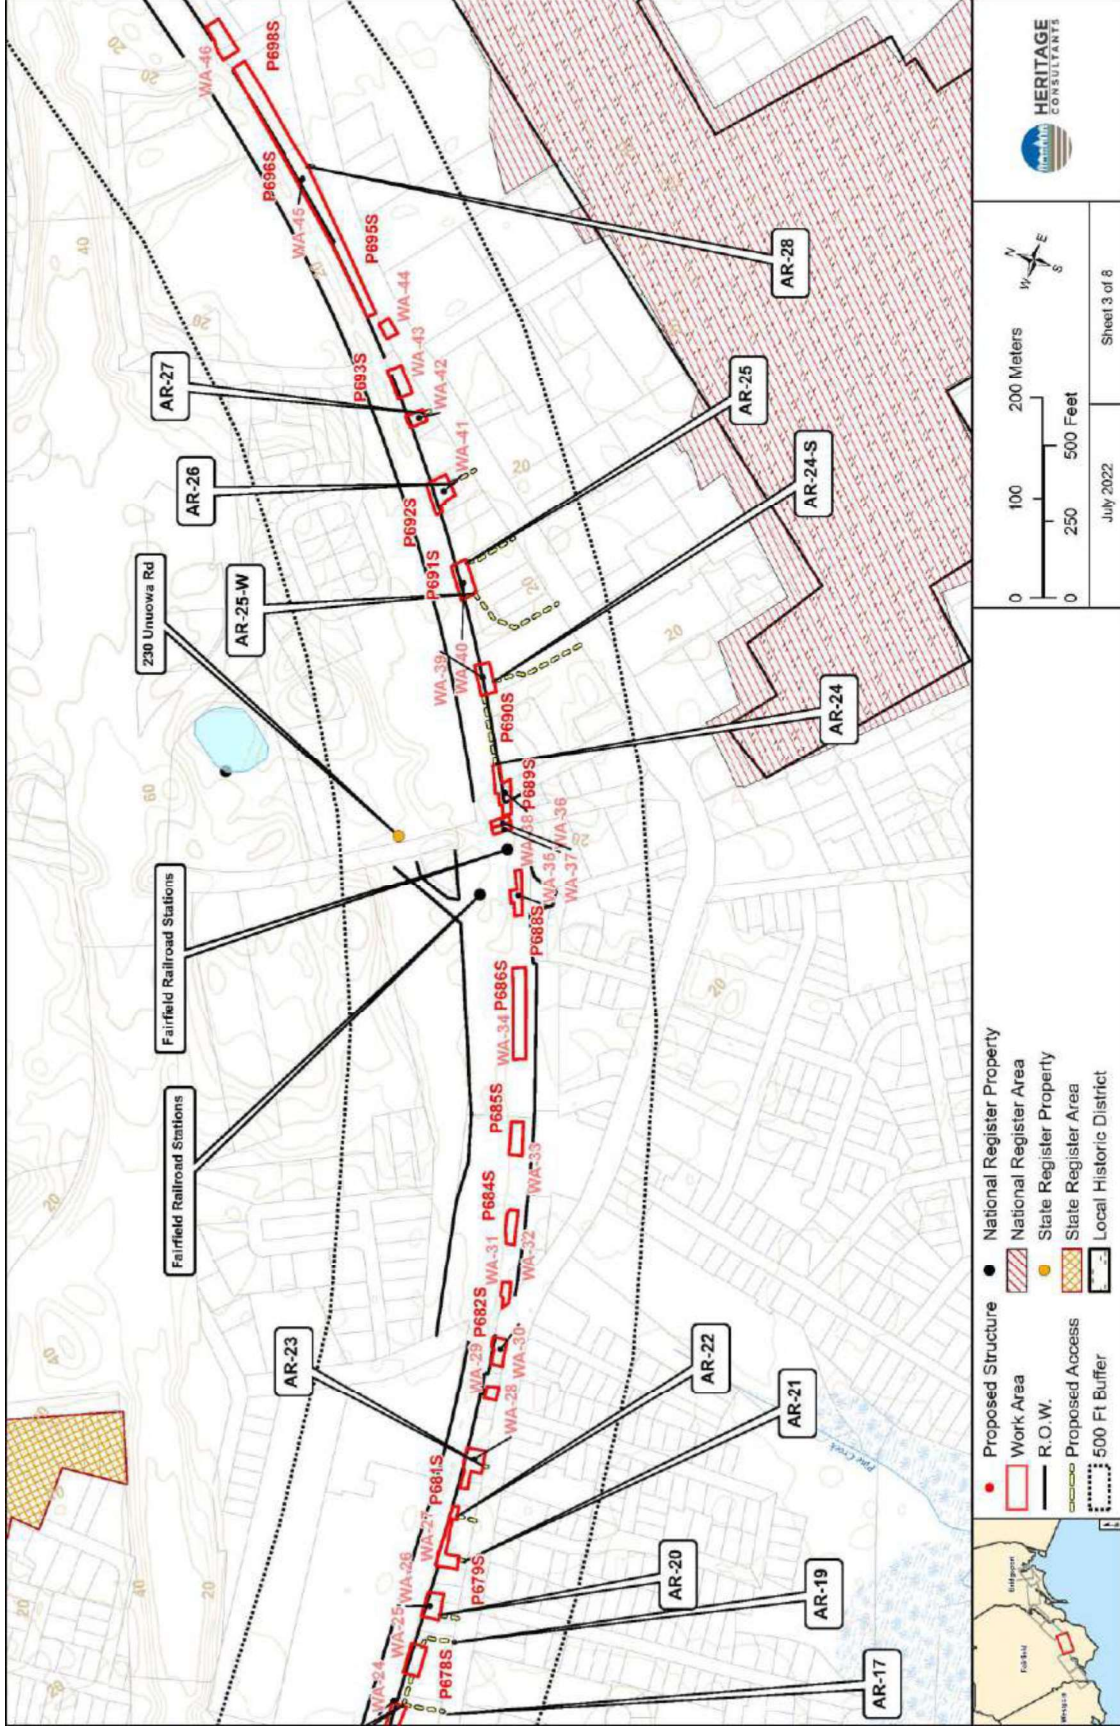 Fairfield Railroad Stations
Fairfield Railroad Stations
230 Unuowa Rd
AR-17
AR-19
AR-20
AR-21
AR-22
AR-23
AR-24
AR-24-S
AR-25
AR-25-W
AR-26
AR-27
AR-28
WA-24
WA-25
WA-26
WA-27
WA-28
WA-29
WA-30
WA-31
WA-32
WA-33
WA-34
WA-35
WA-36
WA-37
WA-39
WA-40
WA-41
WA-42
WA-43
WA-44
WA-45
WA-46
P678S
P679S
P681S
P682S
P684S
P685S
P686S
P688S
P689S
P690S
P691S
P692S
P693S
P695S
P696S
P698S
20
40
60
Pine Creek
Fairfield
Bridgeport
Westport
Proposed Structure
Work Area
R.O.W.
Proposed Access
500 Ft Buffer
National Register Property
National Register Area
State Register Property
State Register Area
Local Historic District
0 100 200 Meters
0 250 500 Feet
N
E
S
W
July 2022
Sheet 3 of 8
HERITAGE
CONSULTANTS